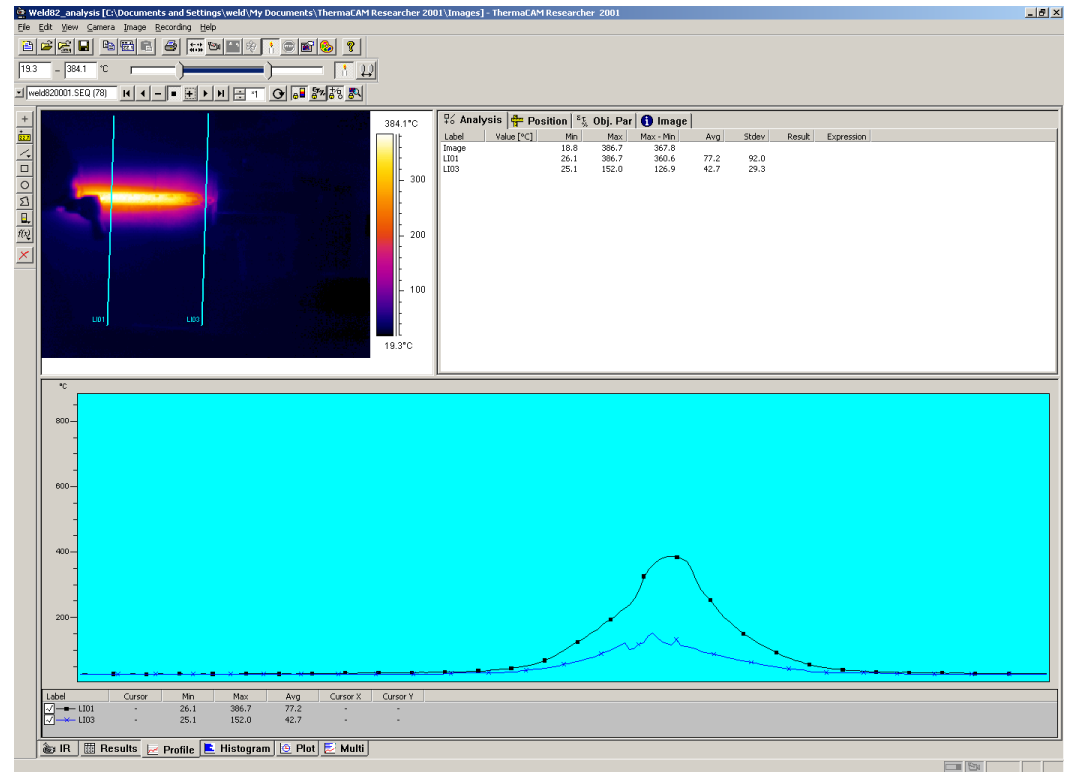 Weld82_analysis [C:\Documents and Settings\weld\My Documents\ThermaCAM Researcher 2001\Images] - ThermaCAM Researcher 2001
File Edit View Camera Image Recording Help
19.3 - 384.1 °C
weld820001.SEQ (78) *1
384.1°C
300
200
100
19.3°C
LI01 LI03
Analysis Position Obj. Par Image
Label Value [°C] Min Max Max - Min Avg Stdev Result Expression
Image 18.8 386.7 367.8
LI01 26.1 386.7 360.6 77.2 92.0
LI03 25.1 152.0 126.9 42.7 29.3
°C
800
600
400
200
Label Cursor Min Max Avg Cursor X Cursor Y
LI01 - 26.1 386.7 77.2 - -
LI03 - 25.1 152.0 42.7 - -
IR Results Profile Histogram Plot Multi